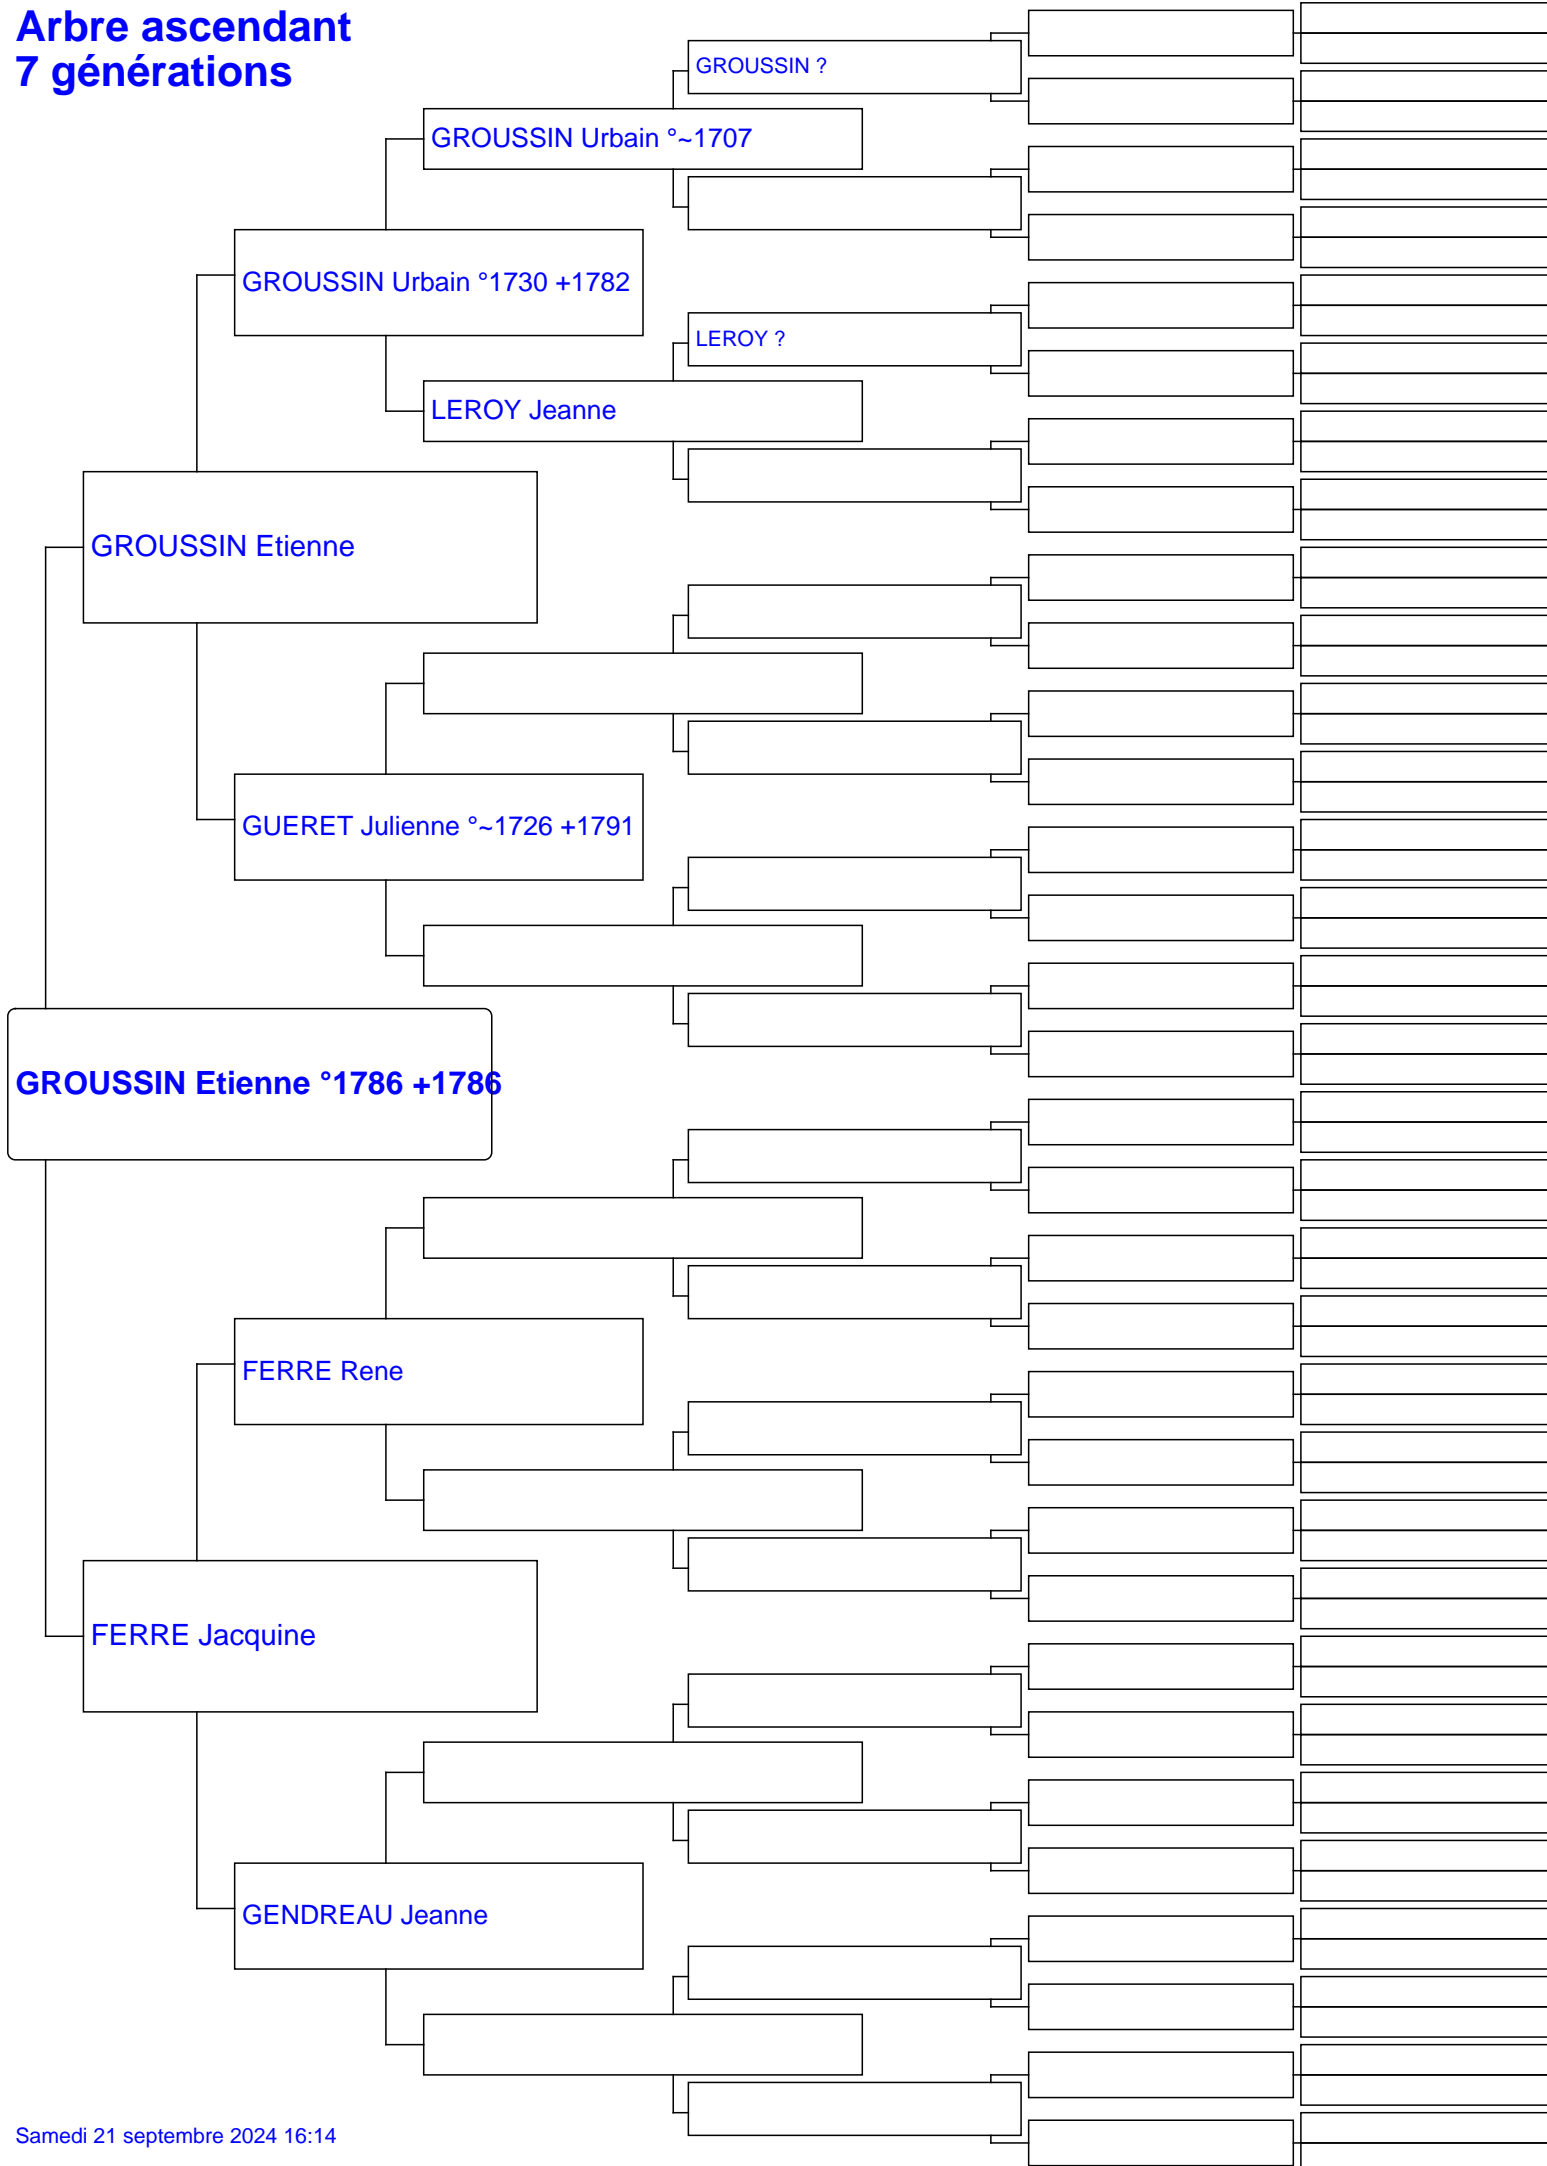 Arbre ascendant
7 générations
GROUSSIN ?
GROUSSIN Urbain °~1707
GROUSSIN Urbain °1730 +1782
LEROY ?
LEROY Jeanne
GROUSSIN Etienne
GUERET Julienne °~1726 +1791
GROUSSIN Etienne °1786 +1786
FERRE Rene
FERRE Jacquine
GENDREAU Jeanne
Samedi 21 septembre 2024 16:14